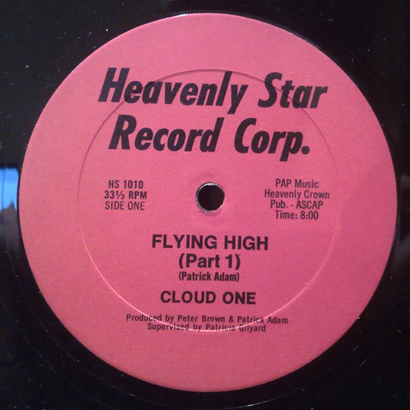 Heavenly Star
Record Corp.
HS 1010
33⅓ RPM
SIDE ONE
PAP Music
Heavenly Crown
Pub. - ASCAP
Time: 8:00
FLYING HIGH
(Part 1)
(Patrick Adam)
CLOUD ONE
Produced by Peter Brown & Patrick Adam
Supervised by Patricia Gilyard